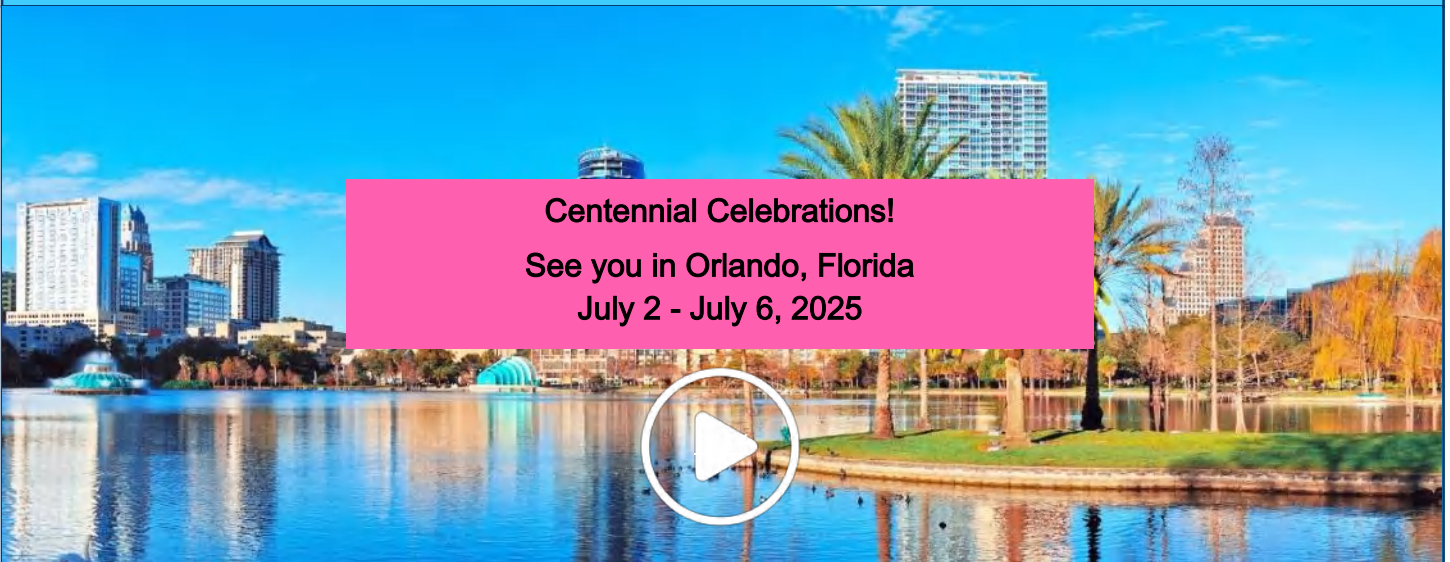 Centennial Celebrations!
See you in Orlando, Florida
July 2 - July 6, 2025